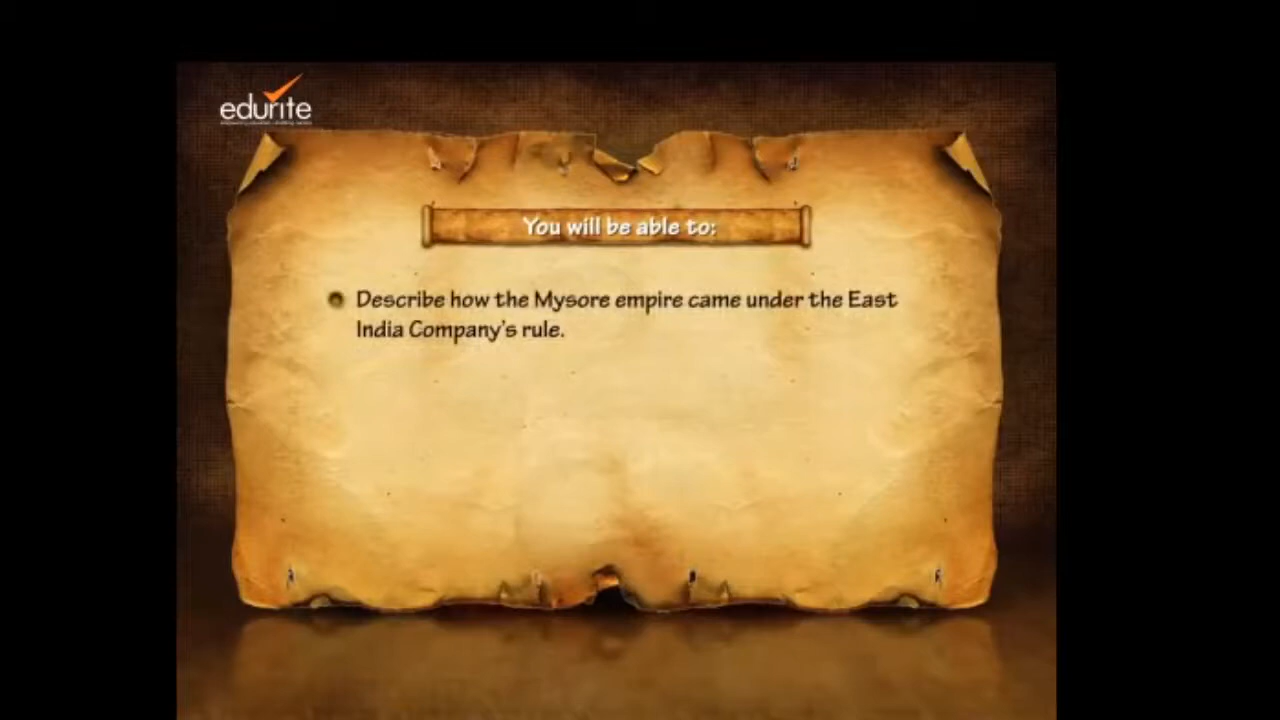 edurite
You will be able to:
Describe how the Mysore empire came under the East
India Company's rule.